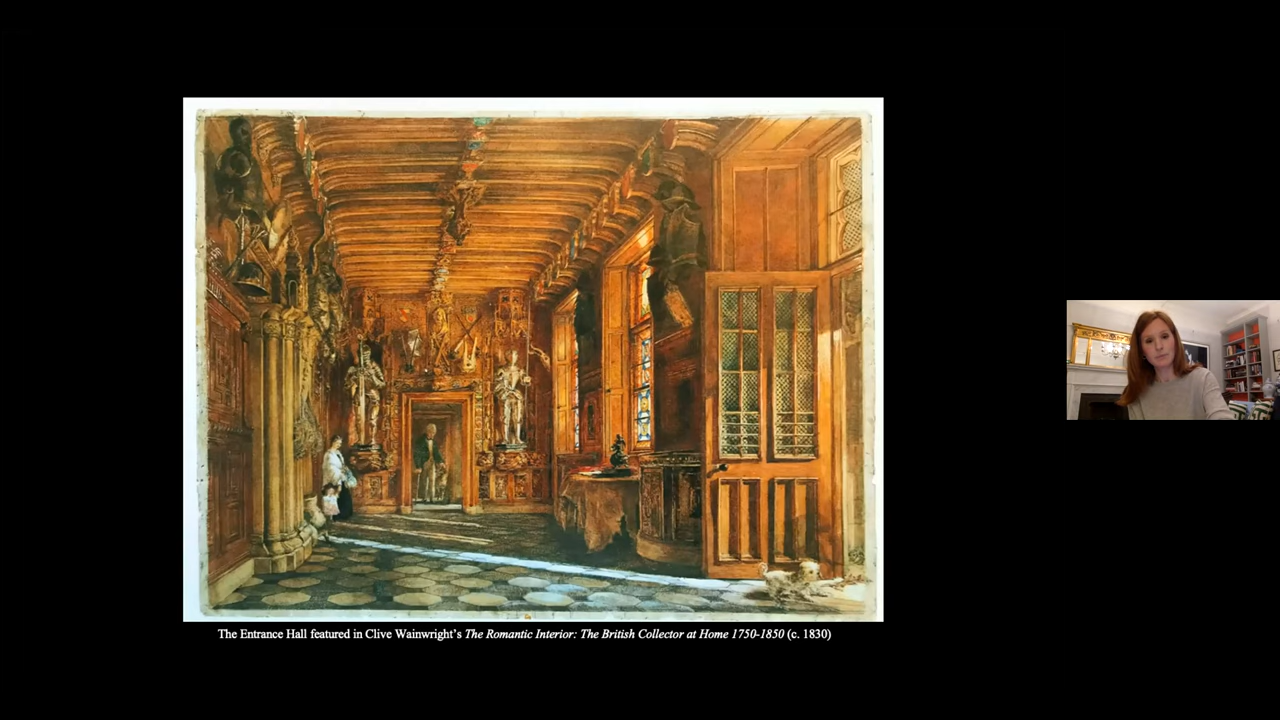 The Entrance Hall featured in Clive Wainwright’s The Romantic Interior: The British Collector at Home 1750-1850 (c. 1830)